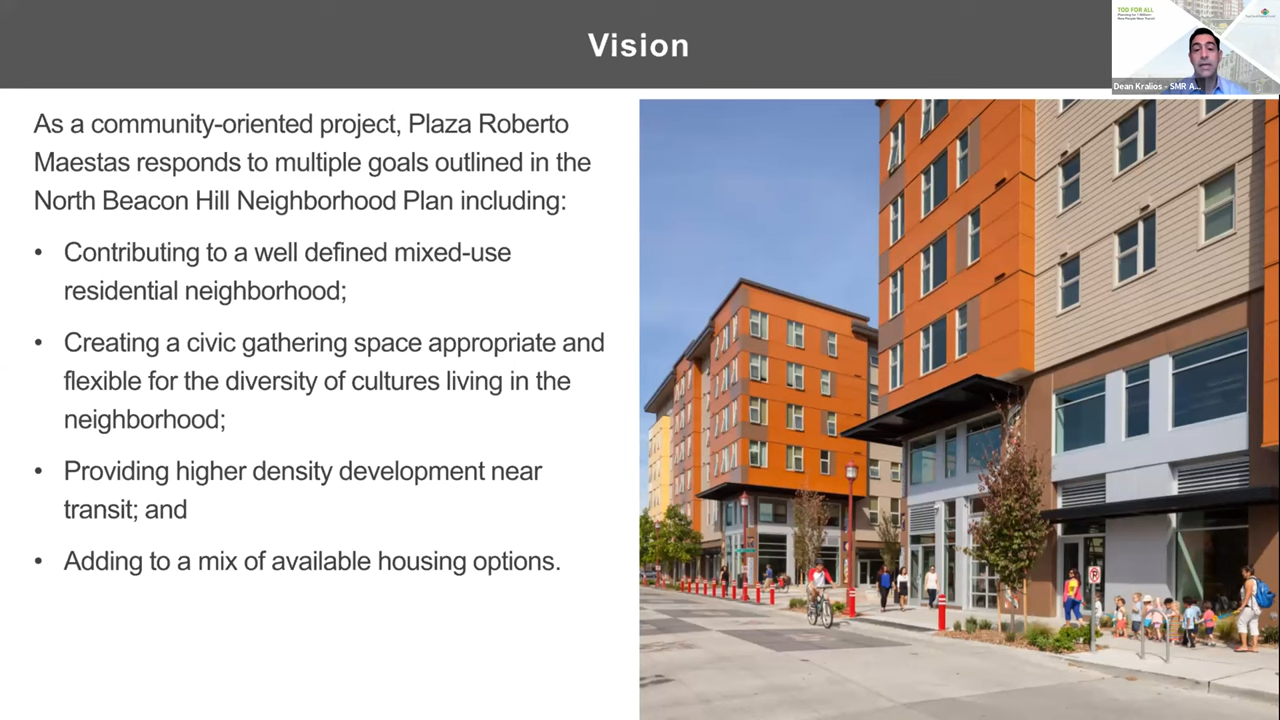 Vision
TOD FOR ALL
Dean Kralios - SMR A...
As a community-oriented project, Plaza Roberto
Maestas responds to multiple goals outlined in the
North Beacon Hill Neighborhood Plan including:
• Contributing to a well defined mixed-use
residential neighborhood;
• Creating a civic gathering space appropriate and
flexible for the diversity of cultures living in the
neighborhood;
• Providing higher density development near
transit; and
• Adding to a mix of available housing options.